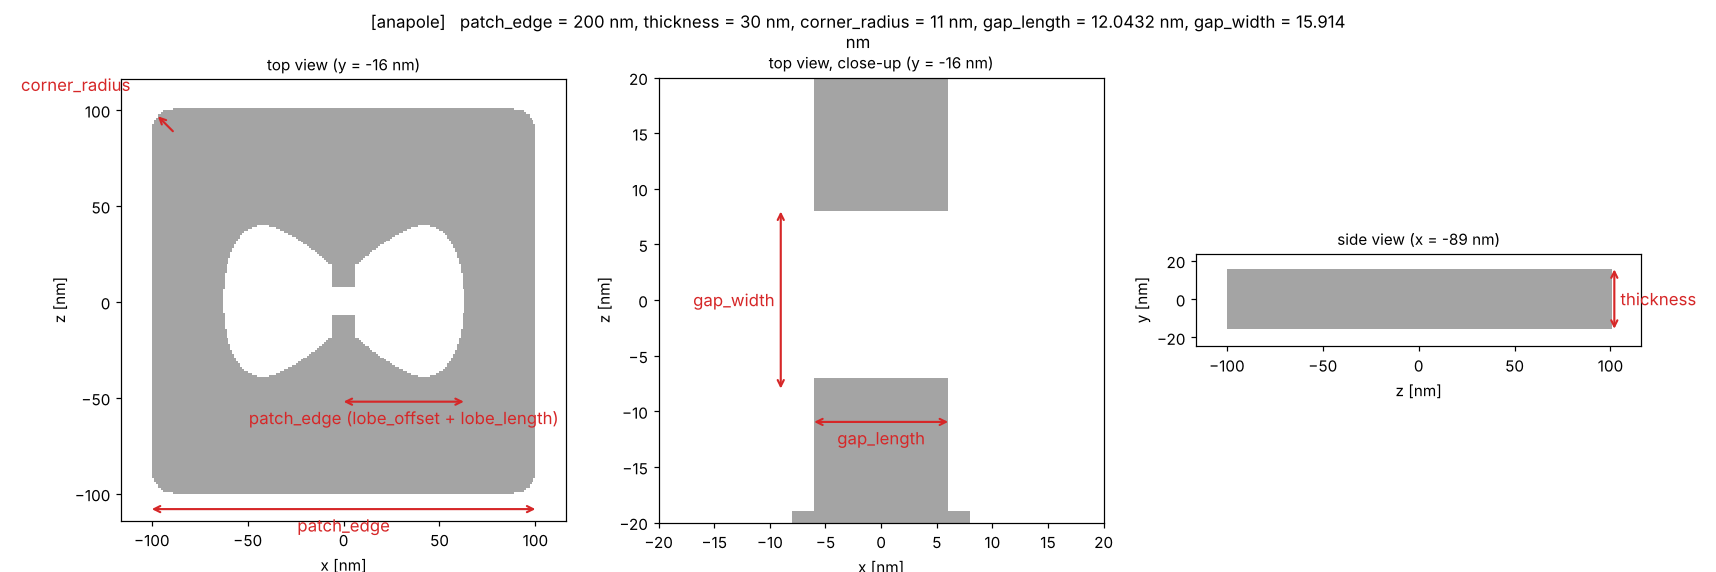 [anapole]   patch_edge = 200 nm, thickness = 30 nm, corner_radius = 11 nm, gap_length = 12.0432 nm, gap_width = 15.914
nm
top view (y = -16 nm)
corner_radius
100
50
0
−50
−100
z [nm]
patch_edge (lobe_offset + lobe_length)
patch_edge
−100
−50
0
50
100
x [nm]
top view, close-up (y = -16 nm)
20
15
10
5
0
−5
−10
−15
−20
z [nm]
gap_width
gap_length
−20
−15
−10
−5
0
5
10
15
20
x [nm]
side view (x = -89 nm)
20
0
−20
y [nm]
thickness
−100
−50
0
50
100
z [nm]